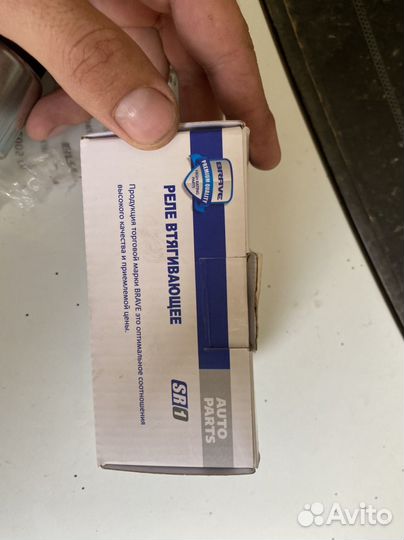 BRAVE
PREMIUM QUALITY
РЕЛЕ ВТЯГИВАЮЩЕЕ
Продукция торговой марки BRAVE это оптимальное соотношения
высокого качества и приемлемой цены.
SR1
AUTO
PARTS
Avito